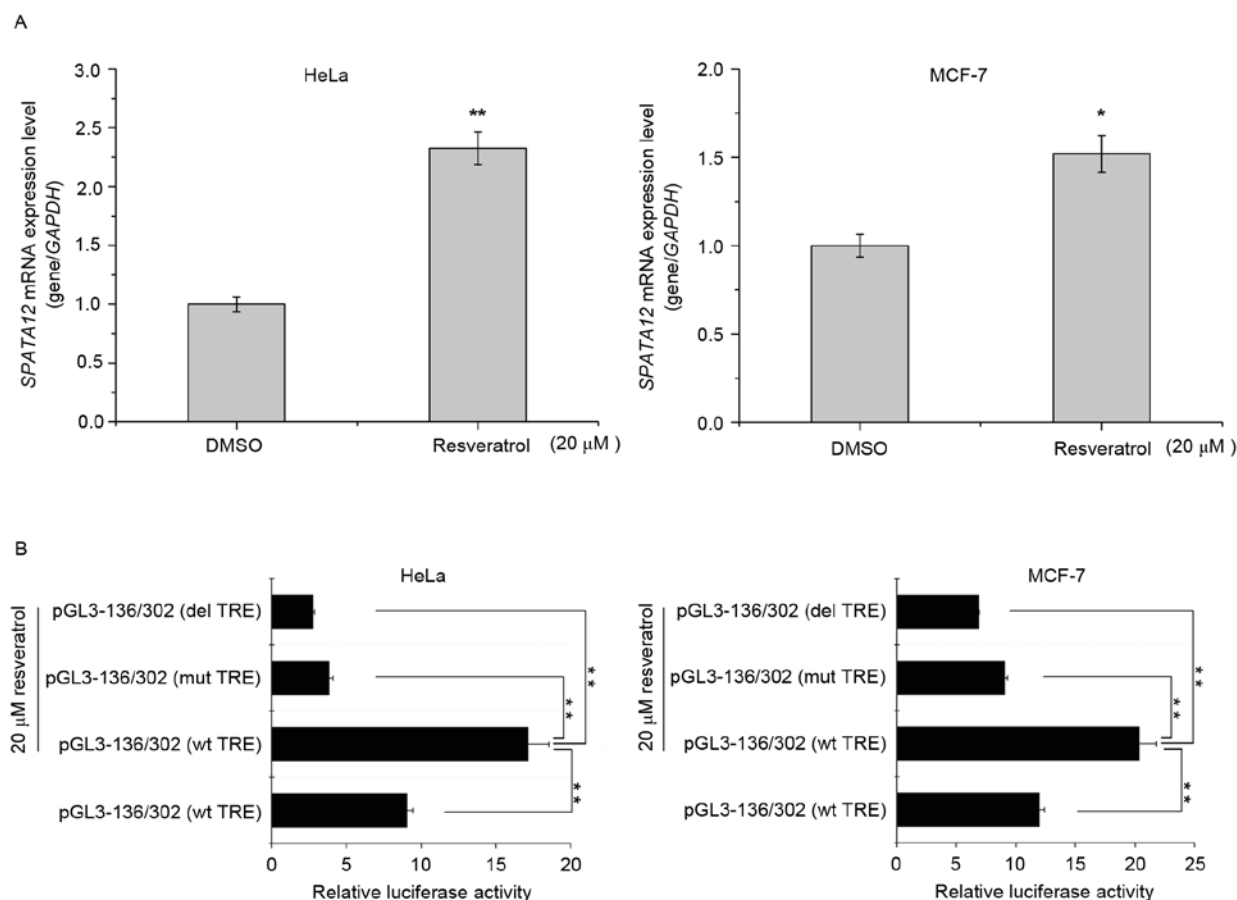 A
HeLa
SPATA12 mRNA expression level
(gene/GAPDH)
3.0
2.5
2.0
1.5
1.0
0.5
0.0
**
DMSO
Resveratrol
(20 μM )
MCF-7
SPATA12 mRNA expression level
(gene/GAPDH)
2.0
1.5
1.0
0.5
0.0
*
DMSO
Resveratrol
(20 μM )
B
HeLa
20 μM resveratrol
pGL3-136/302 (del TRE)
pGL3-136/302 (mut TRE)
pGL3-136/302 (wt TRE)
pGL3-136/302 (wt TRE)
**
**
**
0 5 10 15 20
Relative luciferase activity
MCF-7
20 μM resveratrol
pGL3-136/302 (del TRE)
pGL3-136/302 (mut TRE)
pGL3-136/302 (wt TRE)
pGL3-136/302 (wt TRE)
**
**
**
0 5 10 15 20 25
Relative luciferase activity